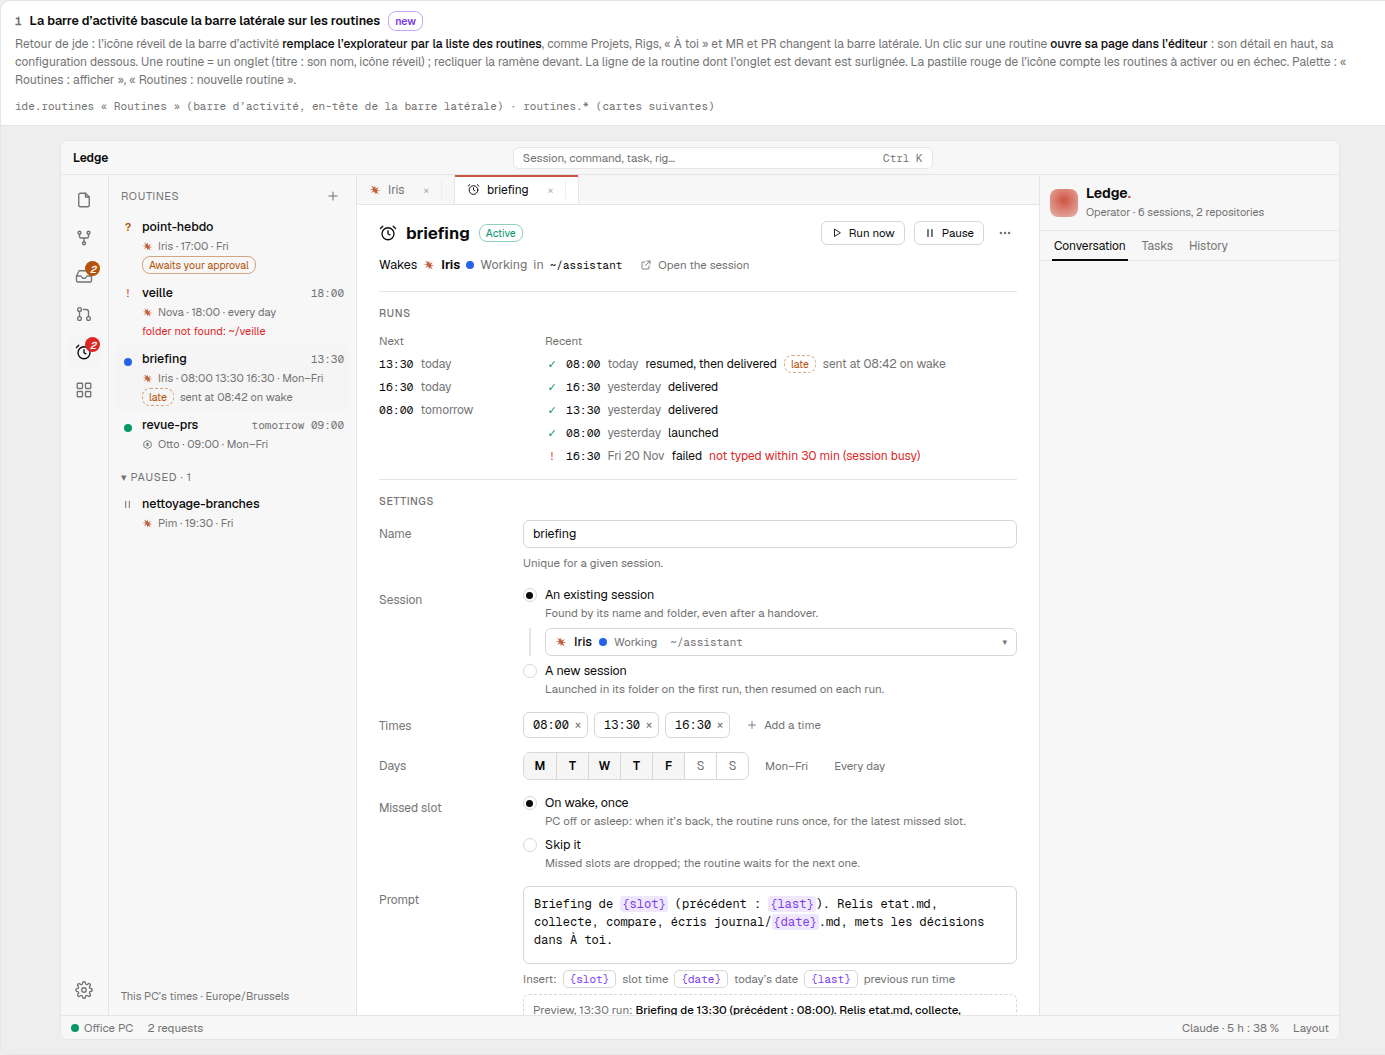 1 La barre d'activité bascule la barre latérale sur les routines new
Retour de jde : l'icône réveil de la barre d'activité remplace l'explorateur par la liste des routines, comme Projets, Rigs, « À toi » et MR et PR changent la barre latérale. Un clic sur une routine ouvre sa page dans l'éditeur : son détail en haut, sa
configuration dessous. Une routine = un onglet (titre : son nom, icône réveil) ; recliquer la ramène devant. La ligne de la routine dont l'onglet est devant est surlignée. La pastille rouge de l'icône compte les routines à activer ou en échec. Palette : «
Routines : afficher », « Routines : nouvelle routine ».
ide.routines « Routines » (barre d'activité, en-tête de la barre latérale) · routines.* (cartes suivantes)
Ledge
Session, command, task, rig… Ctrl K
2
2
ROUTINES +
? point-hebdo
Iris · 17:00 · Fri
Awaits your approval
! veille 18:00
Nova · 18:00 · every day
folder not found: ~/veille
briefing 13:30
Iris · 08:00 13:30 16:30 · Mon–Fri
late sent at 08:42 on wake
revue-prs tomorrow 09:00
Otto · 09:00 · Mon–Fri
▾ PAUSED · 1
nettoyage-branches
Pim · 19:30 · Fri
This PC's times · Europe/Brussels
Iris ×
briefing ×
briefing Active
Run now
Pause
···
Wakes Iris Working in ~/assistant Open the session
RUNS
Next
13:30 today
16:30 today
08:00 tomorrow
Recent
✓ 08:00 today resumed, then delivered late sent at 08:42 on wake
✓ 16:30 yesterday delivered
✓ 13:30 yesterday delivered
✓ 08:00 yesterday launched
! 16:30 Fri 20 Nov failed not typed within 30 min (session busy)
SETTINGS
Name
briefing
Unique for a given session.
Session
An existing session
Found by its name and folder, even after a handover.
Iris Working ~/assistant ▾
A new session
Launched in its folder on the first run, then resumed on each run.
Times
08:00 × 13:30 × 16:30 × + Add a time
Days
M T W T F S S Mon–Fri Every day
Missed slot
On wake, once
PC off or asleep: when it's back, the routine runs once, for the latest missed slot.
Skip it
Missed slots are dropped; the routine waits for the next one.
Prompt
Briefing de {slot} (précédent : {last}). Relis etat.md,
collecte, compare, écris journal/{date}.md, mets les décisions
dans À toi.
Insert: {slot} slot time {date} today's date {last} previous run time
Preview, 13:30 run: Briefing de 13:30 (précédent : 08:00). Relis etat.md, collecte,
Ledge.
Operator · 6 sessions, 2 repositories
Conversation Tasks History
Office PC 2 requests
Claude · 5 h : 38 % Layout